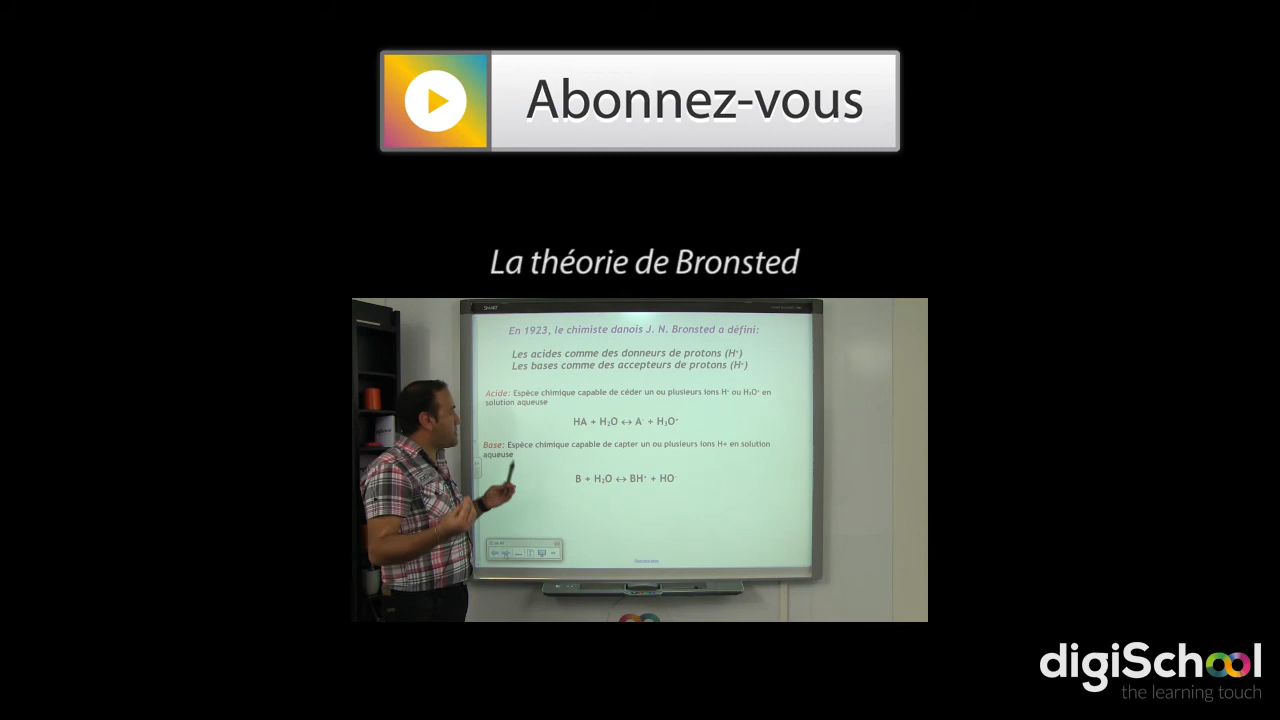 Abonnez-vous
La théorie de Bronsted
SMART
En 1923, le chimiste danois J. N. Bronsted a défini:
Les acides comme des donneurs de protons (H⁺)
Les bases comme des accepteurs de protons (H⁺)
Acide: Espèce chimique capable de céder un ou plusieurs ions H⁺ ou H₃O⁺ en
solution aqueuse
HA + H₂O ↔ A⁻ + H₃O⁺
Base: Espèce chimique capable de capter un ou plusieurs ions H+ en solution
aqueuse
B + H₂O ↔ BH⁺ + HO⁻
digiSchool
the learning touch